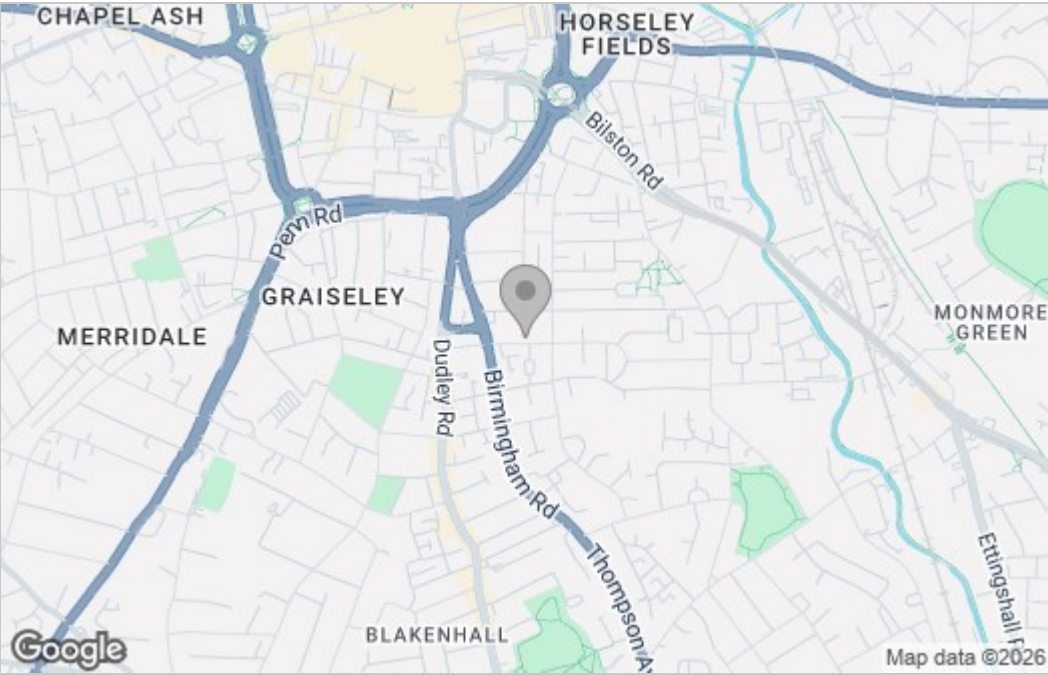 CHAPEL ASH
HORSELEY
FIELDS
Bilston Rd
Penn Rd
GRAISELEY
MERRIDALE
MONMORE
GREEN
Dudley Rd
Birmingham Rd
Thompson Av
Ettingshall R
BLAKENHALL
Google
Map data ©2026